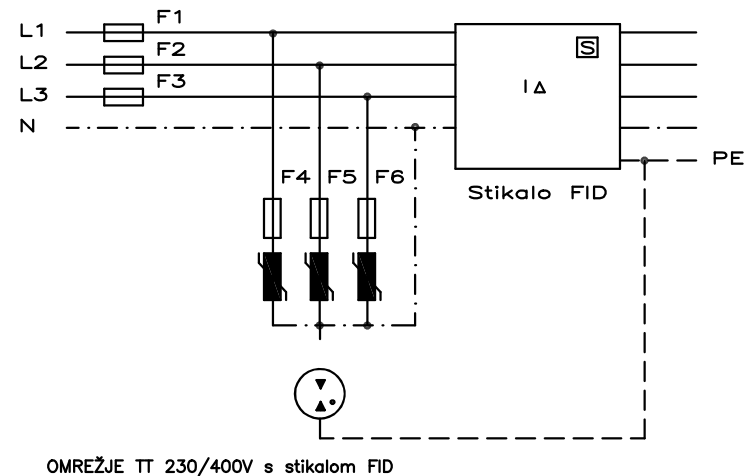 L1
F1
L2
F2
L3
F3
N
S
I Δ
PE
F4 F5 F6
Stikalo FID
OMREŽJE TT 230/400V s stikalom FID